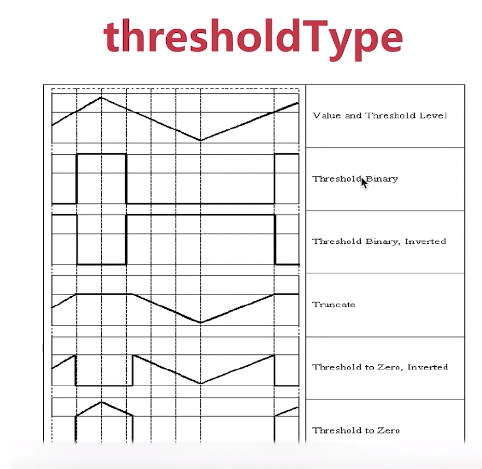 thresholdType
Value and Threshold Level
Threshold Binary
Threshold Binary, Inverted
Truncate
Threshold to Zero, Inverted
Threshold to Zero